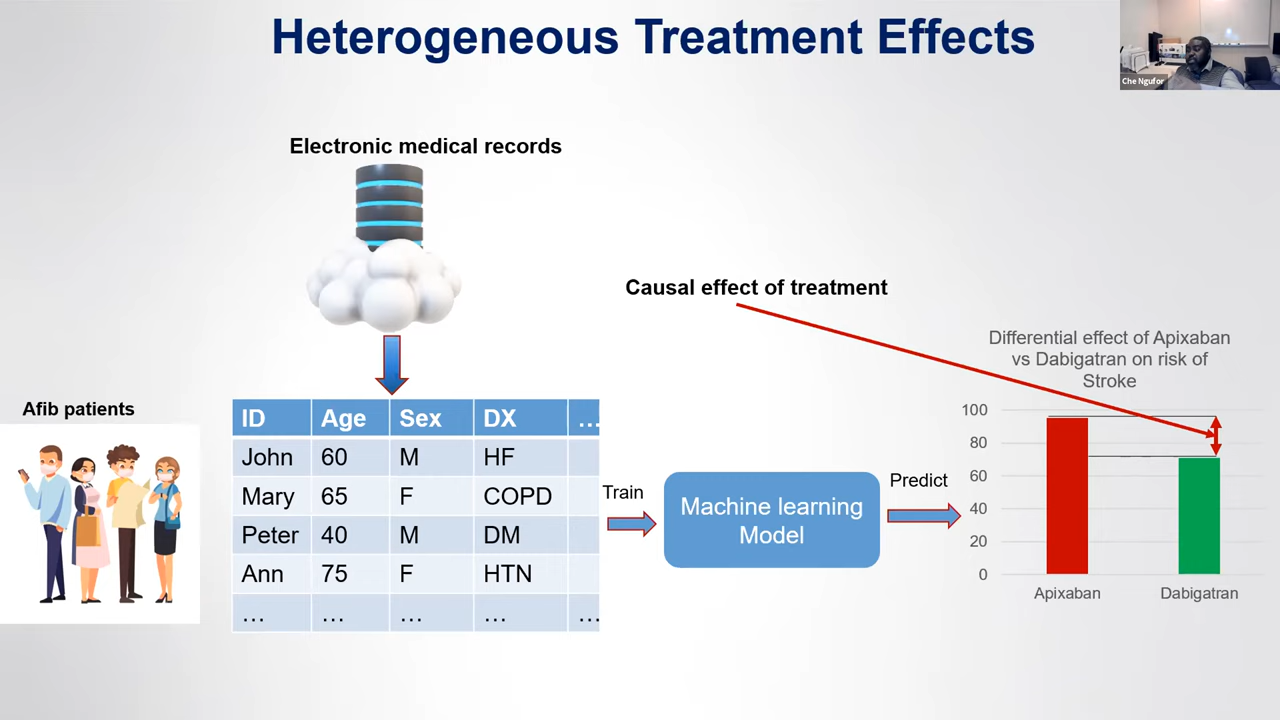 Heterogeneous Treatment Effects
Che Ngufor
Electronic medical records
Causal effect of treatment
Afib patients
ID Age Sex DX ...
John 60 M HF
Mary 65 F COPD
Peter 40 M DM
Ann 75 F HTN
... ... ... ... ...
Train
Machine learning
Model
Predict
Differential effect of Apixaban
vs Dabigatran on risk of
Stroke
100
80
60
40
20
0
Apixaban Dabigatran